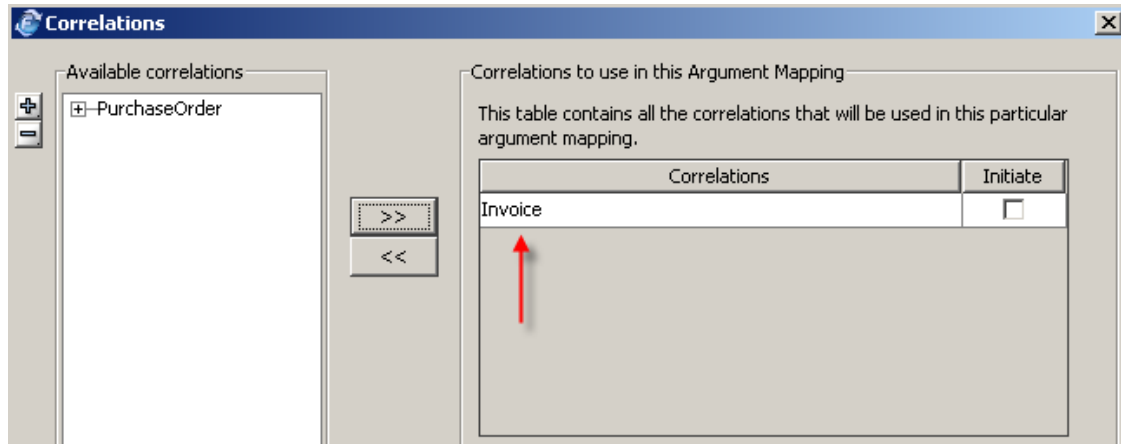 Correlations
Available correlations
PurchaseOrder
>>
<<
Correlations to use in this Argument Mapping
This table contains all the correlations that will be used in this particular
argument mapping.
Correlations Initiate
Invoice